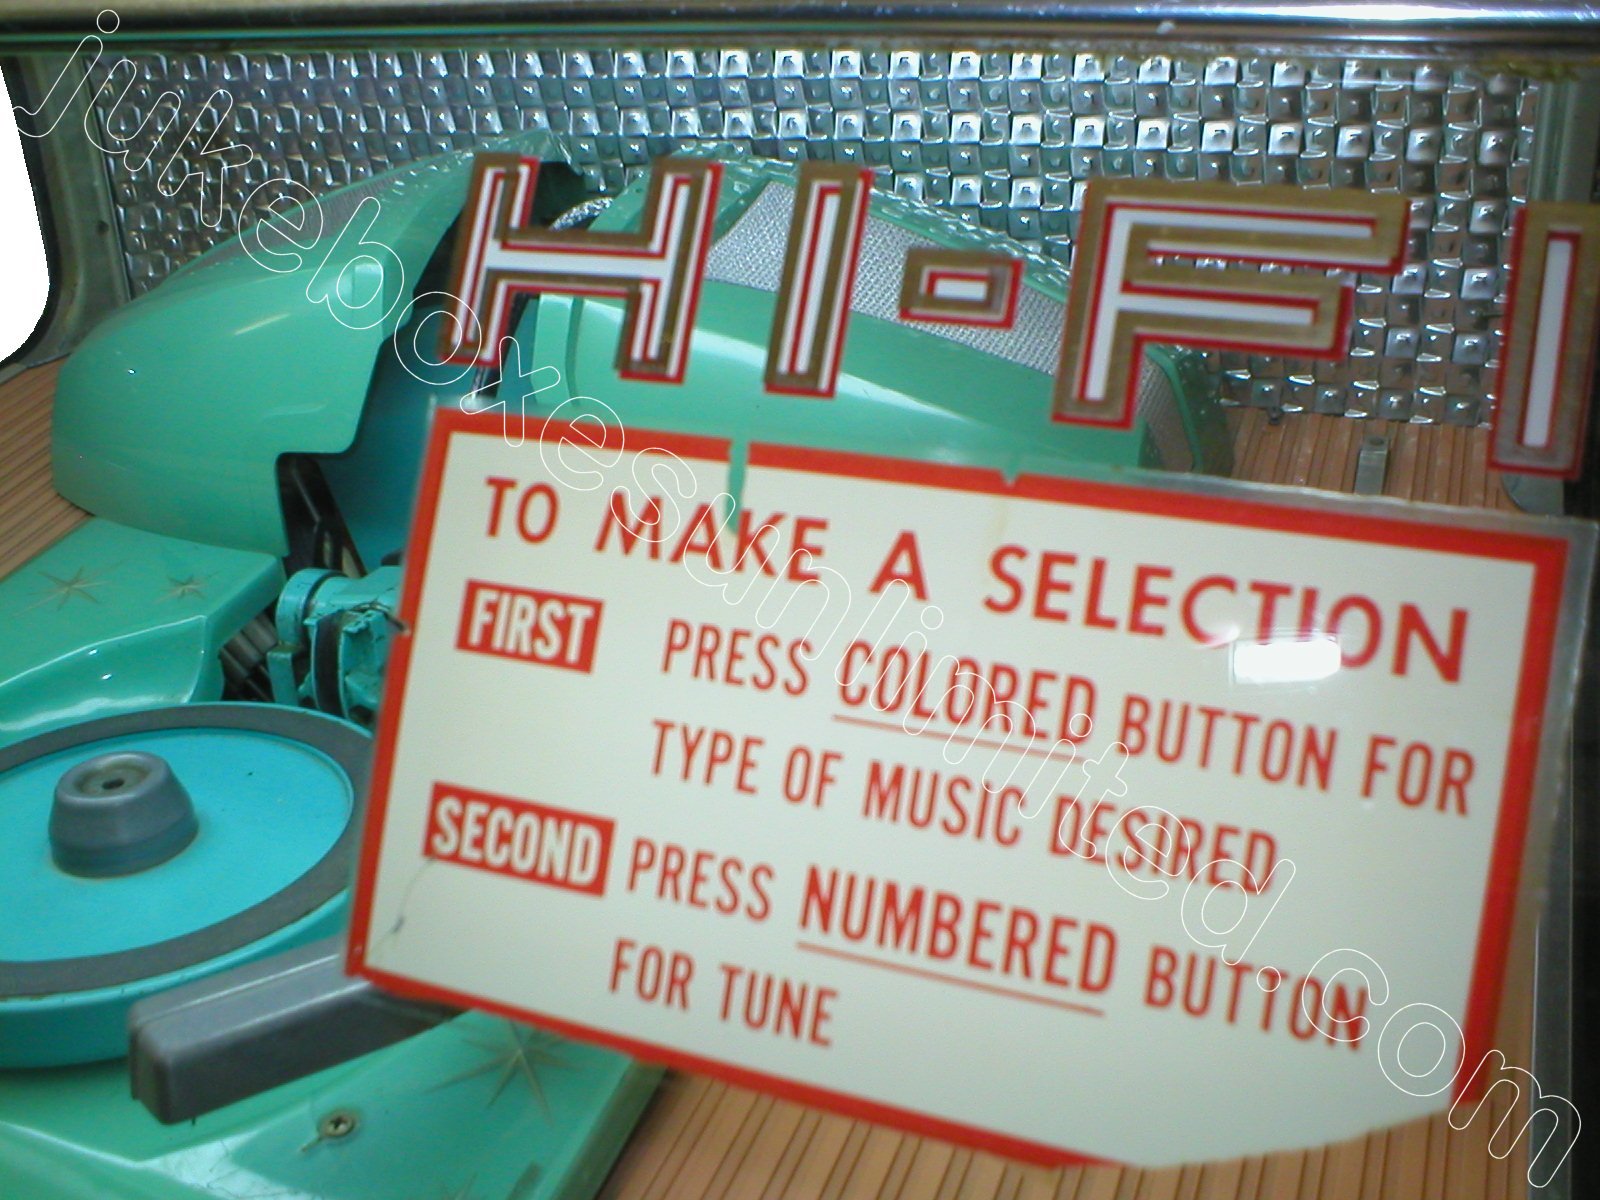 HI-FI
TO MAKE A SELECTION
FIRST PRESS COLORED BUTTON FOR
TYPE OF MUSIC DESIRED
SECOND PRESS NUMBERED BUTTON
FOR TUNE
jukeboxesunlimited.com